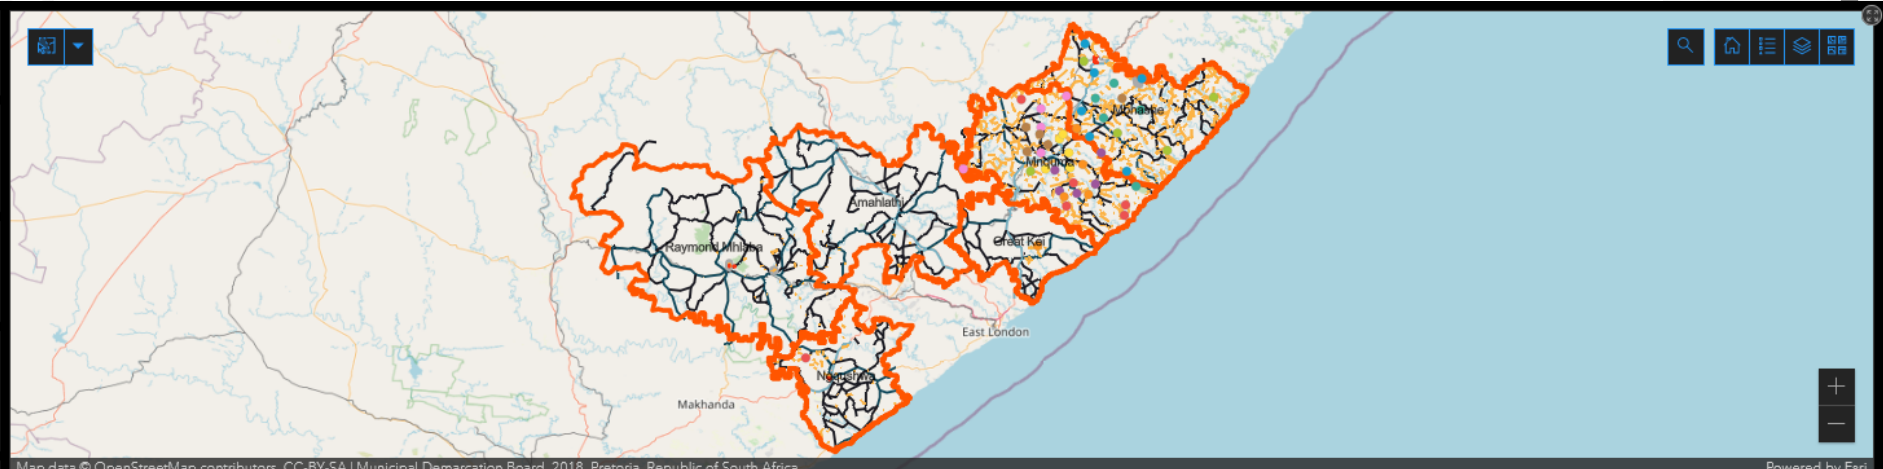 Mbhashe
Mnquma
Amahlathi
Great Kei
Raymond Mhlaba
East London
Ngqushwa
Makhanda
Map data © OpenStreetMap contributors, CC-BY-SA | Municipal Demarcation Board, 2018. Pretoria, Republic of South Africa
Powered by Esri